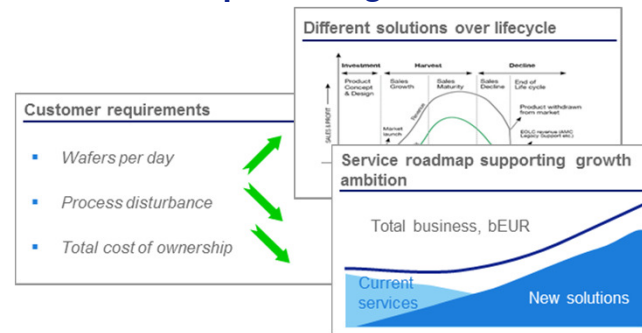 Different solutions over lifecycle
Investment
Harvest
Decline
Product
Concept
& Design
Sales
Growth
Sales
Maturity
Sales
Decline
End of
Life cycle
SALES & PROFIT
Market
launch
Product withdrawn
from market
Customer requirements
Wafers per day
Process disturbance
Total cost of ownership
Service roadmap supporting growth
ambition
Total business, bEUR
Current
services
New solutions